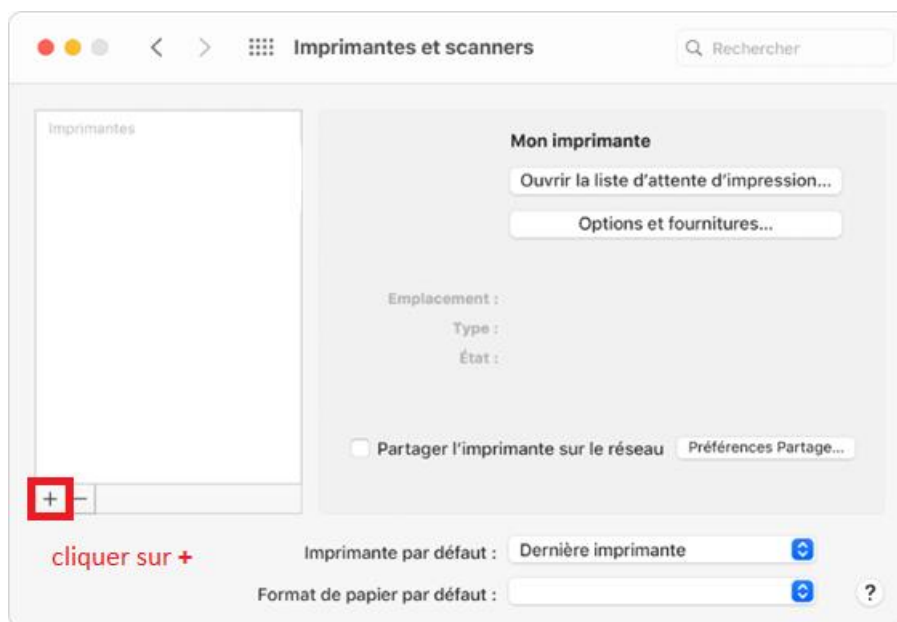 Imprimantes et scanners
Rechercher
Imprimantes
Mon imprimante
Ouvrir la liste d'attente d'impression...
Options et fournitures...
Emplacement :
Type :
État :
Partager l'imprimante sur le réseau
Préférences Partage...
+ −
cliquer sur +
Imprimante par défaut : Dernière imprimante
Format de papier par défaut :
?